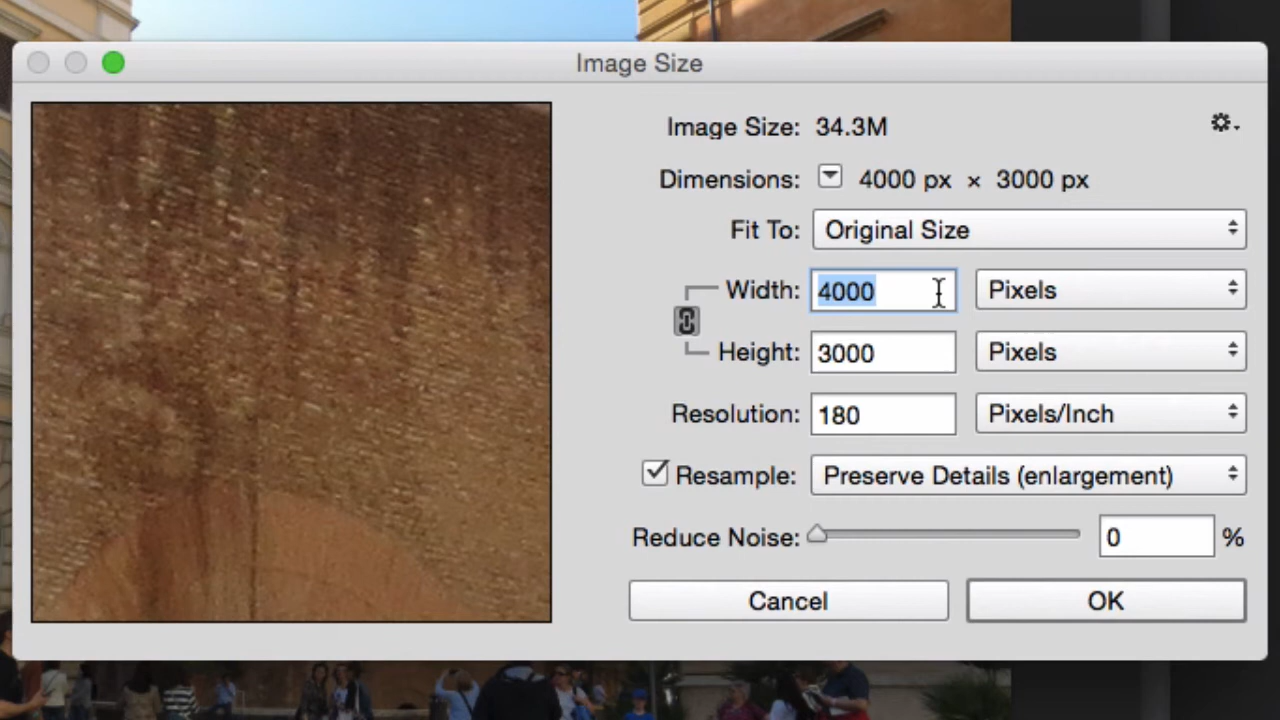 Image Size
Image Size: 34.3M
Dimensions: 4000 px × 3000 px
Fit To: Original Size
Width: 4000 Pixels
Height: 3000 Pixels
Resolution: 180 Pixels/Inch
Resample: Preserve Details (enlargement)
Reduce Noise: 0 %
Cancel OK